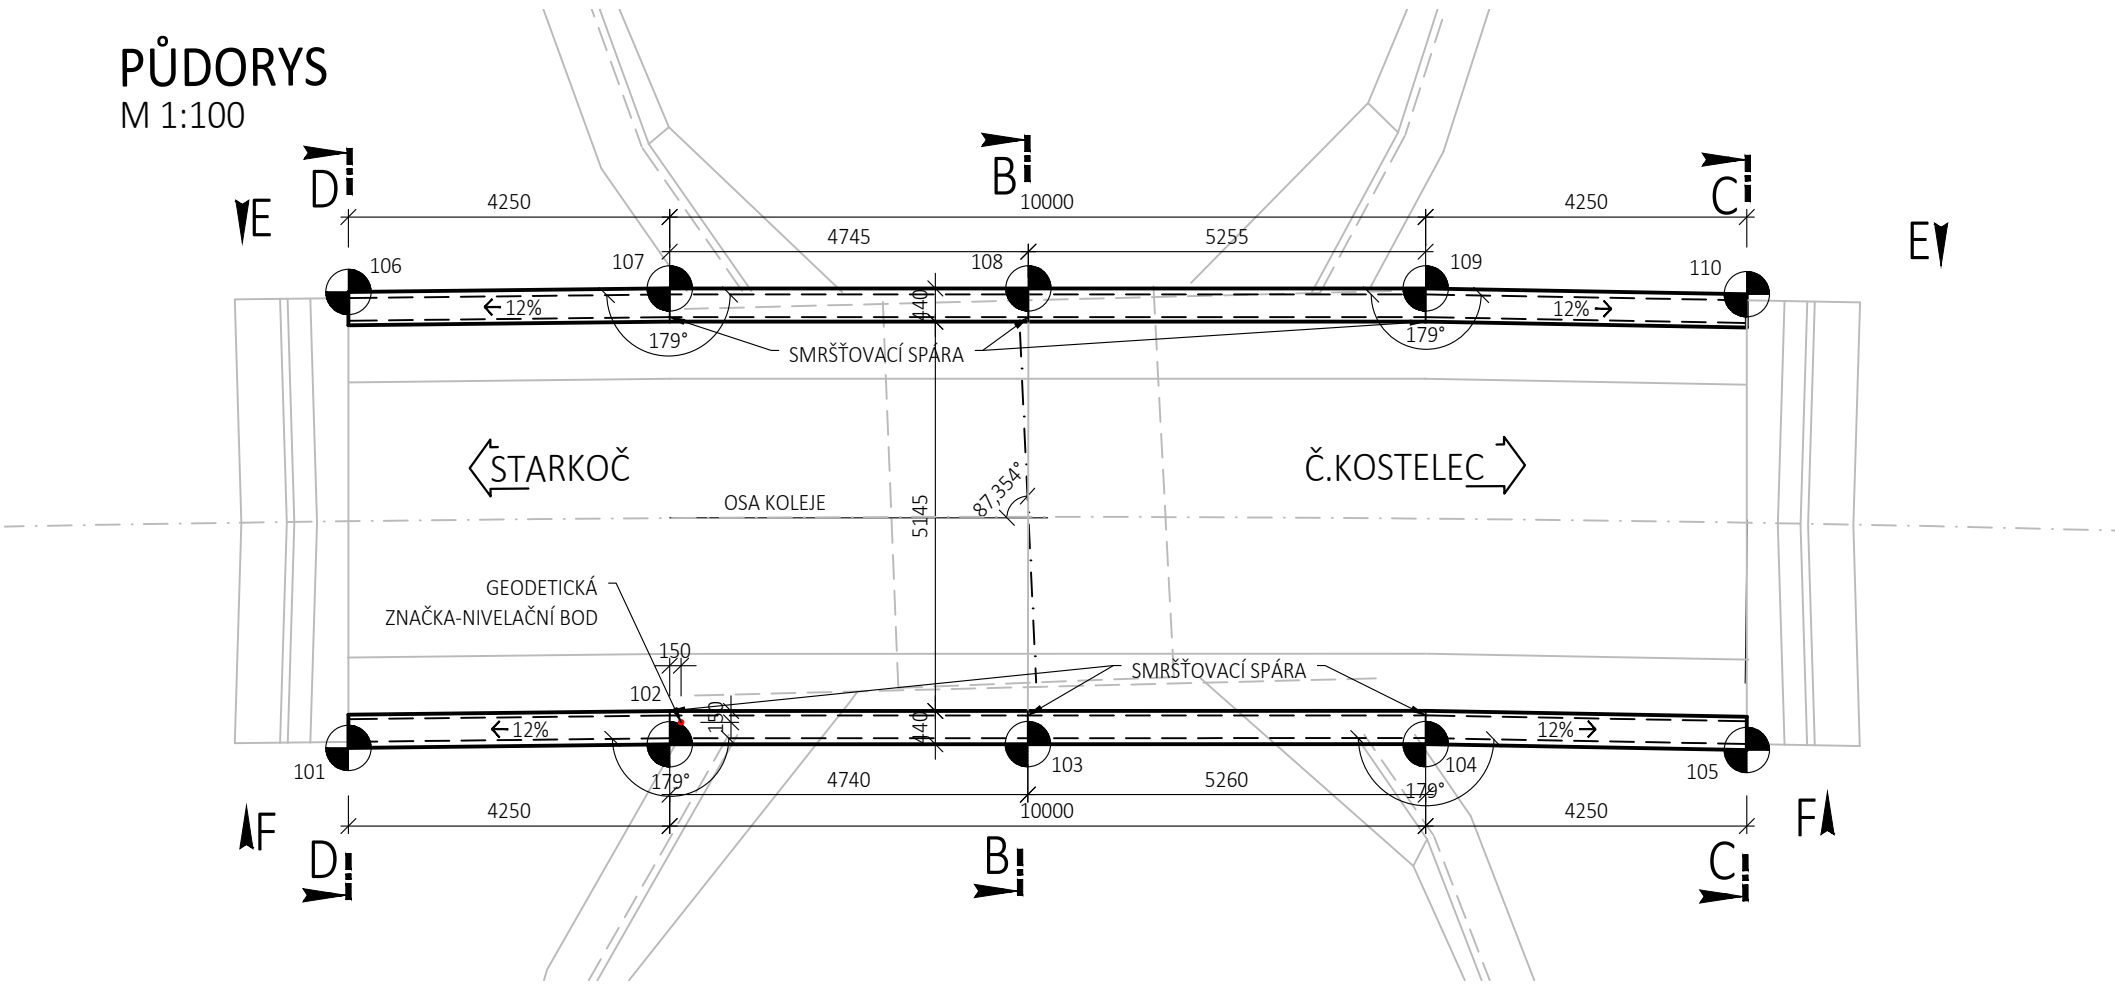 PŮDORYS
M 1:100
D
B
C
E
E
4250
10000
4250
4745
5255
106
107
108
109
110
12%
440
12%
179°
179°
SMRŠŤOVACÍ SPÁRA
STARKOČ
Č.KOSTELEC
OSA KOLEJE
5145
87,354°
GEODETICKÁ
ZNAČKA-NIVELAČNÍ BOD
150
SMRŠŤOVACÍ SPÁRA
102
150
12%
440
12%
101
179°
4740
103
5260
179°
104
105
4250
10000
4250
F
F
D
B
C